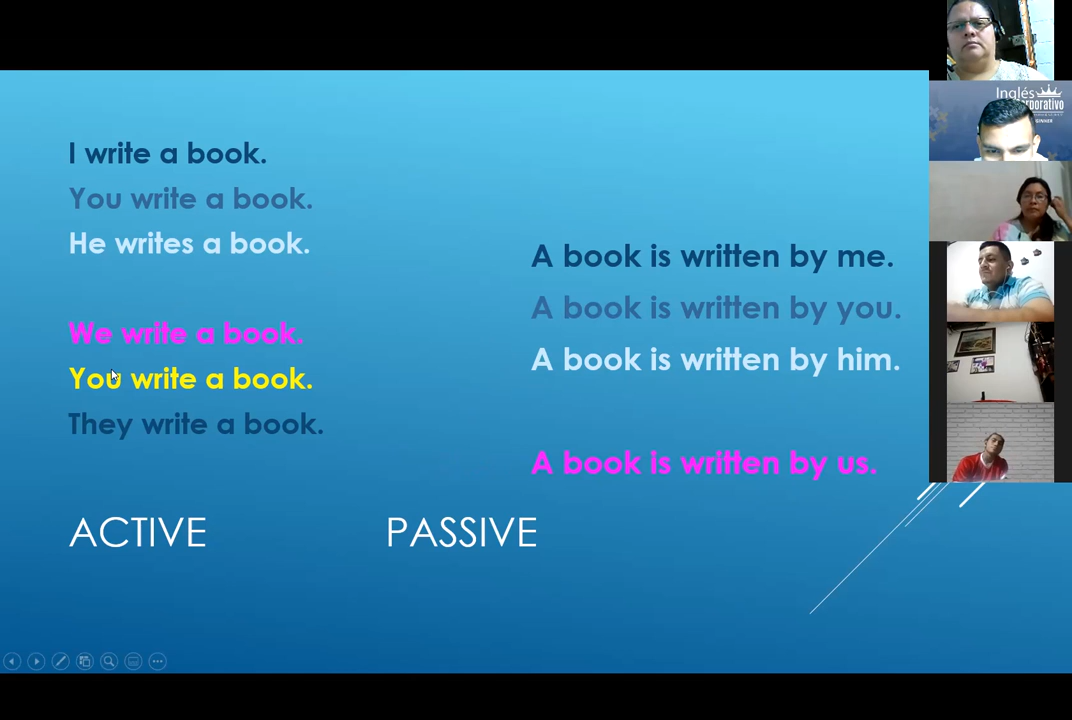 I write a book.
You write a book.
He writes a book.
We write a book.
You write a book.
They write a book.
A book is written by me.
A book is written by you.
A book is written by him.
A book is written by us.
ACTIVE
PASSIVE
Inglés